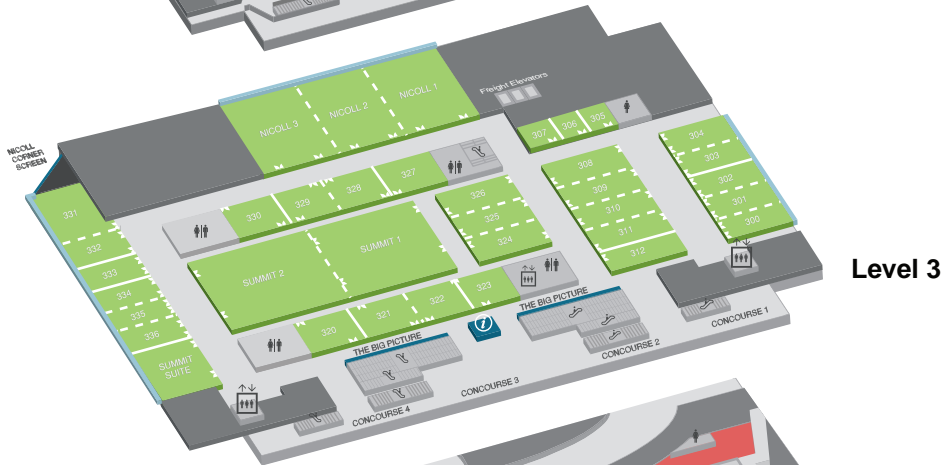 NICOLL 1
NICOLL 2
NICOLL 3
Freight Elevators
NICOLL
CORNER
SCREEN
307
306
305
304
303
302
301
300
308
309
310
311
312
327
328
329
330
326
325
324
331
332
333
334
335
336
SUMMIT
SUITE
SUMMIT 1
SUMMIT 2
320
321
322
323
THE BIG PICTURE
THE BIG PICTURE
i
CONCOURSE 1
CONCOURSE 2
CONCOURSE 3
CONCOURSE 4
Level 3